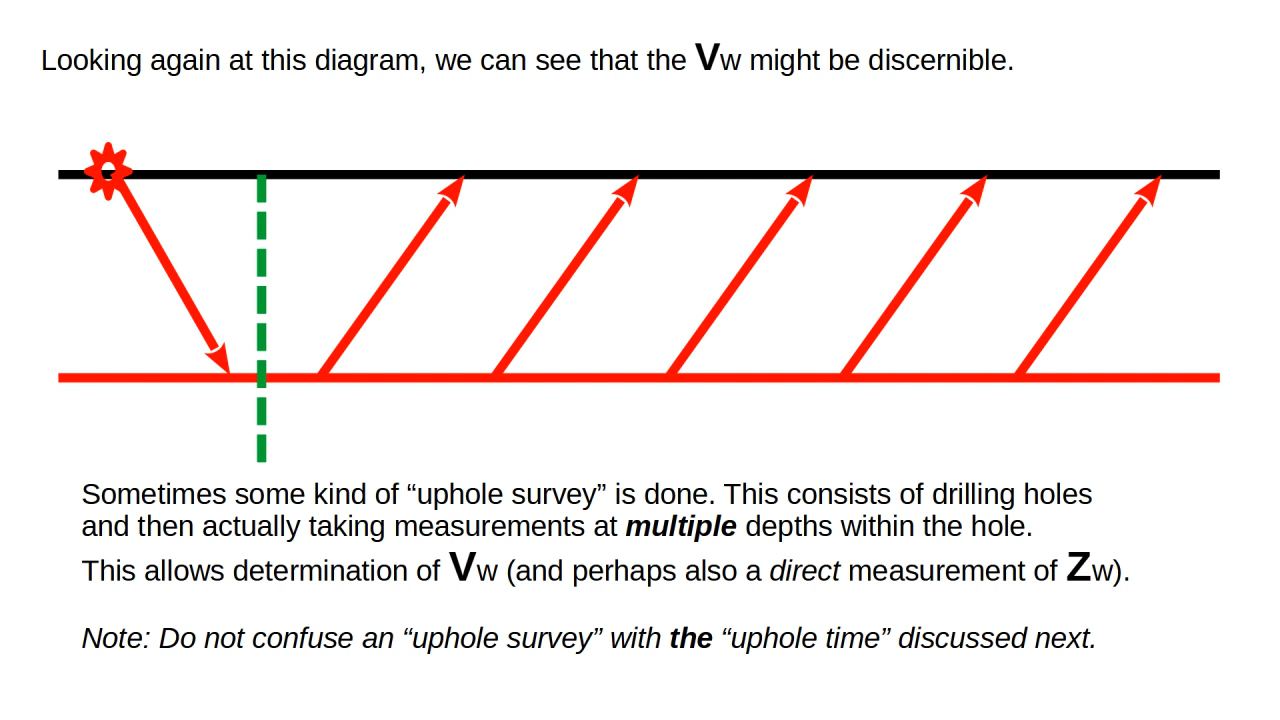 Looking again at this diagram, we can see that the Vw might be discernible.
Sometimes some kind of “uphole survey” is done. This consists of drilling holes
and then actually taking measurements at multiple depths within the hole.
This allows determination of Vw (and perhaps also a direct measurement of Zw).
Note: Do not confuse an “uphole survey” with the “uphole time” discussed next.